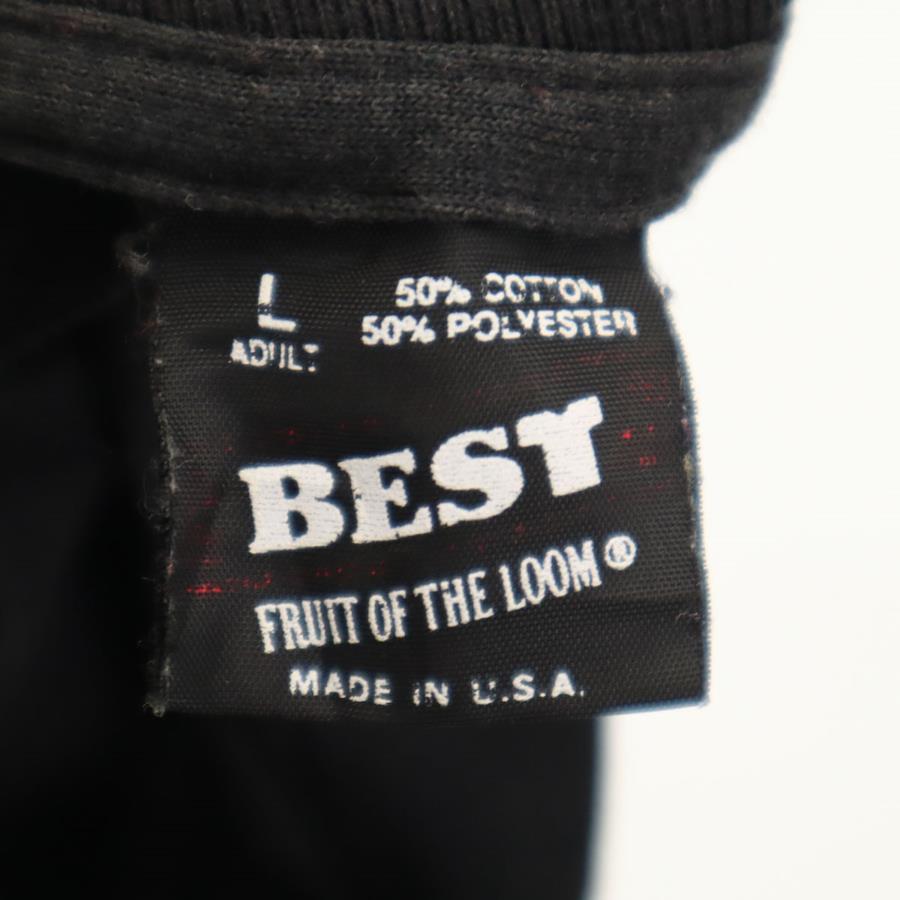 L
ADULT
50% COTTON
50% POLYESTER
BEST
FRUIT OF THE LOOM®
MADE IN U.S.A.